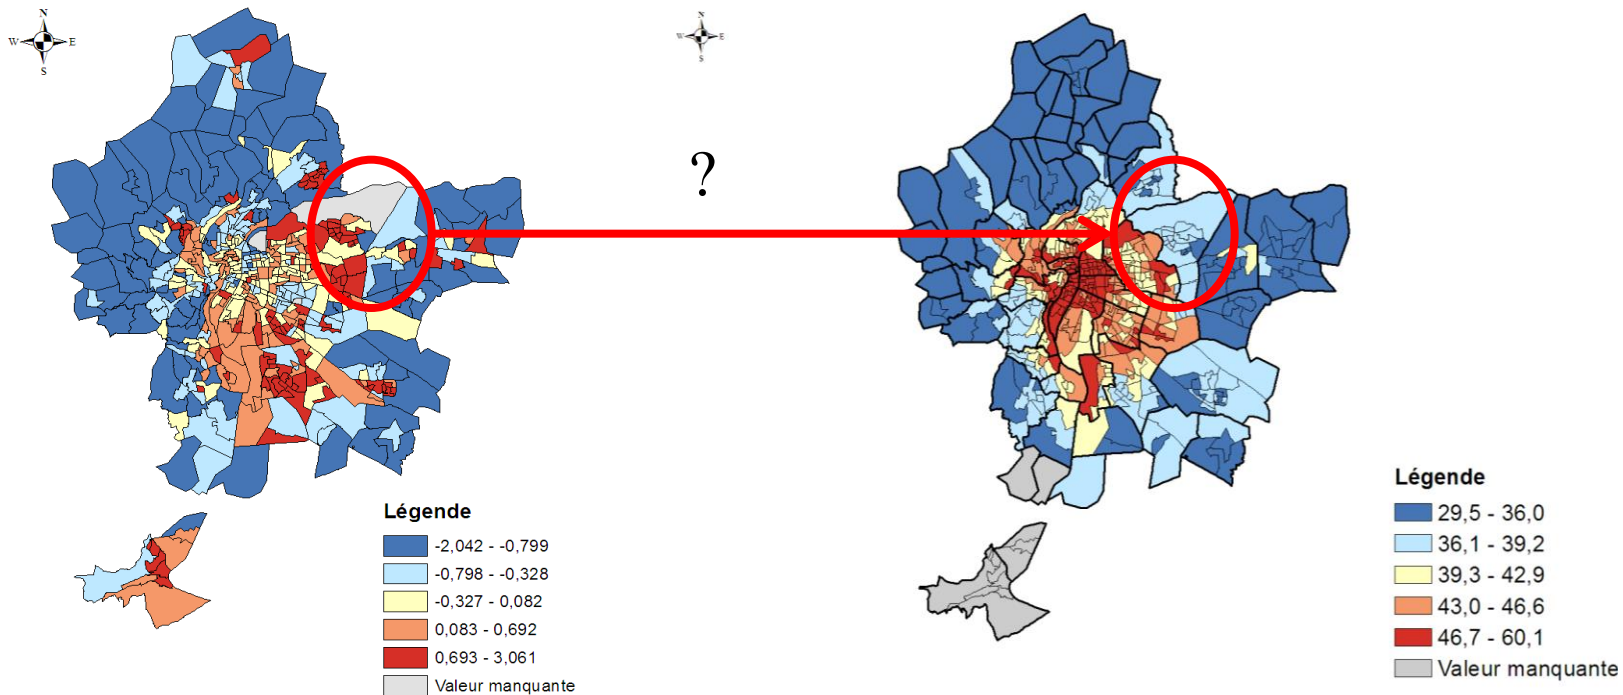 N
W E
S
N
W E
S
?
Légende
-2,042 - -0,799
-0,798 - -0,328
-0,327 - 0,082
0,083 - 0,692
0,693 - 3,061
Valeur manquante
Légende
29,5 - 36,0
36,1 - 39,2
39,3 - 42,9
43,0 - 46,6
46,7 - 60,1
Valeur manquante